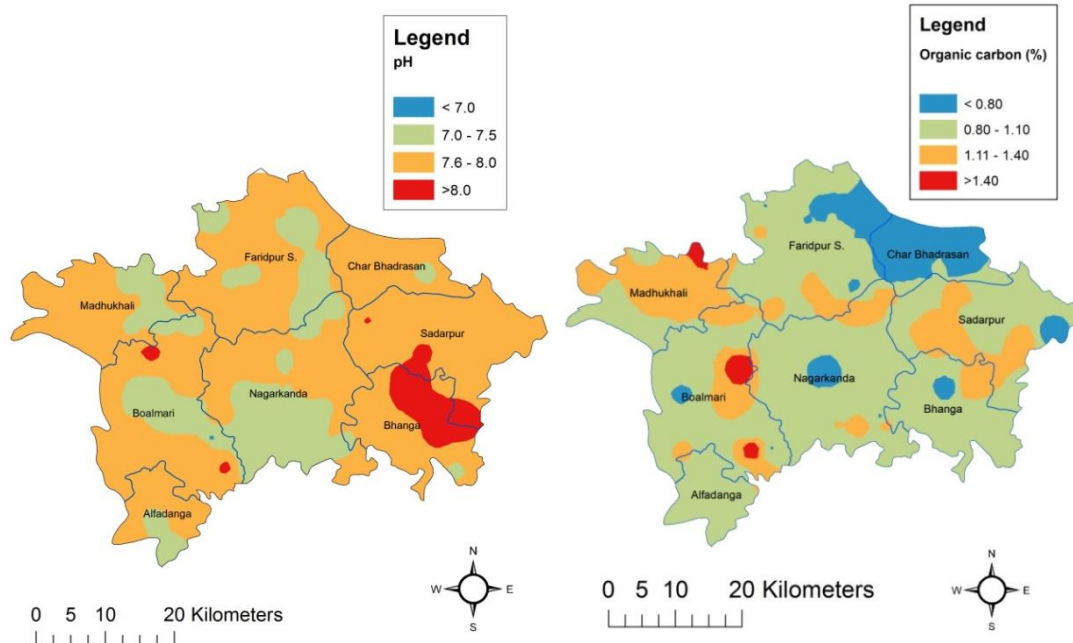 Legend
pH
< 7.0
7.0 - 7.5
7.6 - 8.0
>8.0
Faridpur S.
Char Bhadrasan
Madhukhali
Sadarpur
Boalmari
Nagarkanda
Bhanga
Alfadanga
N
W E
S
0 5 10 20 Kilometers
Legend
Organic carbon (%)
< 0.80
0.80 - 1.10
1.11 - 1.40
>1.40
Faridpur S.
Char Bhadrasan
Madhukhali
Sadarpur
Nagarkanda
Boalmari
Bhanga
Alfadanga
N
W E
S
0 5 10 20 Kilometers